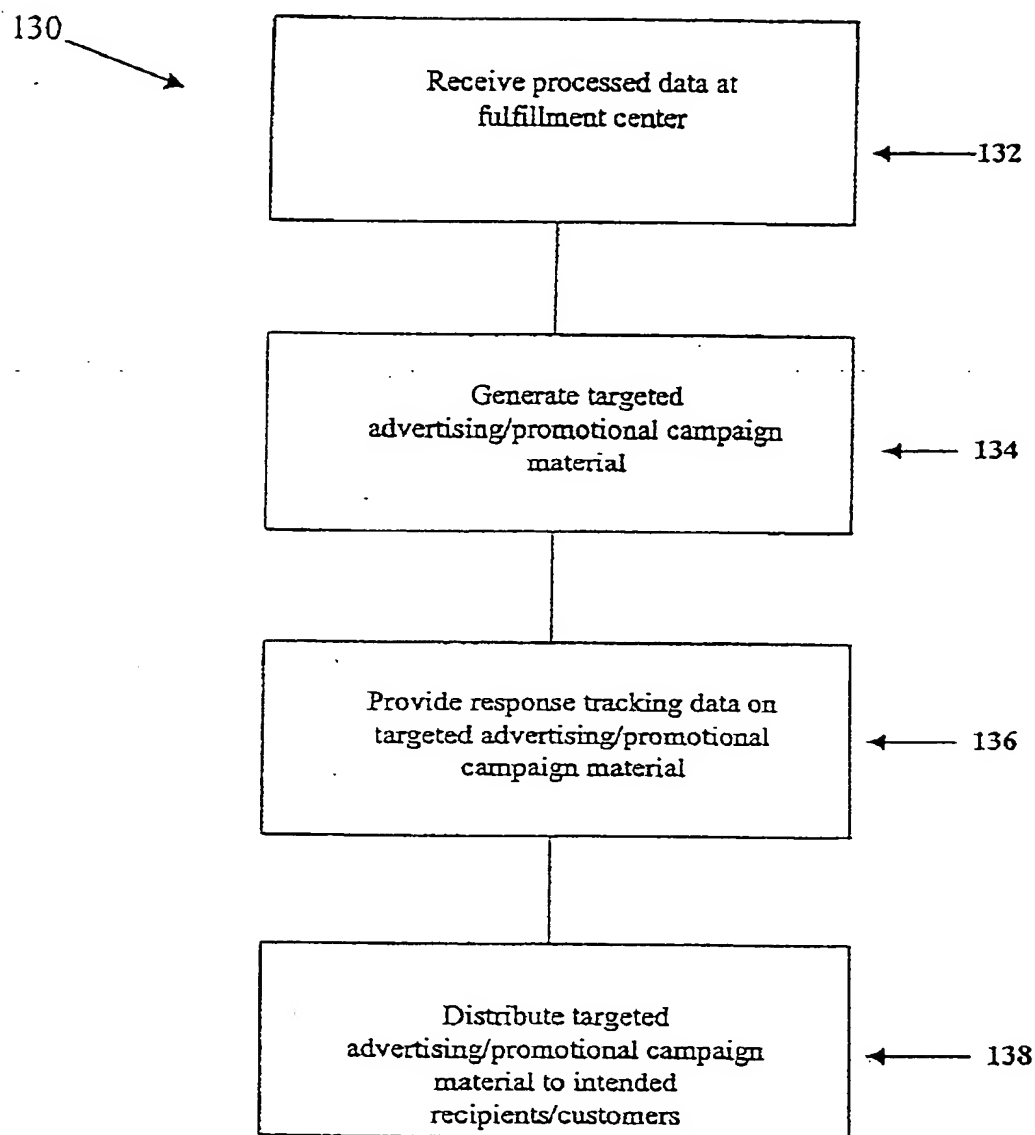 130
Receive processed data at
fulfillment center
132
Generate targeted
advertising/promotional campaign
material
134
Provide response tracking data on
targeted advertising/promotional
campaign material
136
Distribute targeted
advertising/promotional campaign
material to intended
recipients/customers
138